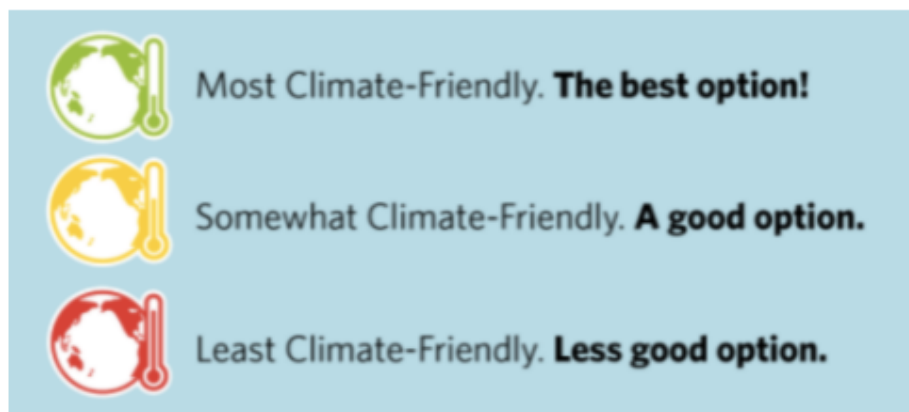 Most Climate-Friendly. The best option!
Somewhat Climate-Friendly. A good option.
Least Climate-Friendly. Less good option.